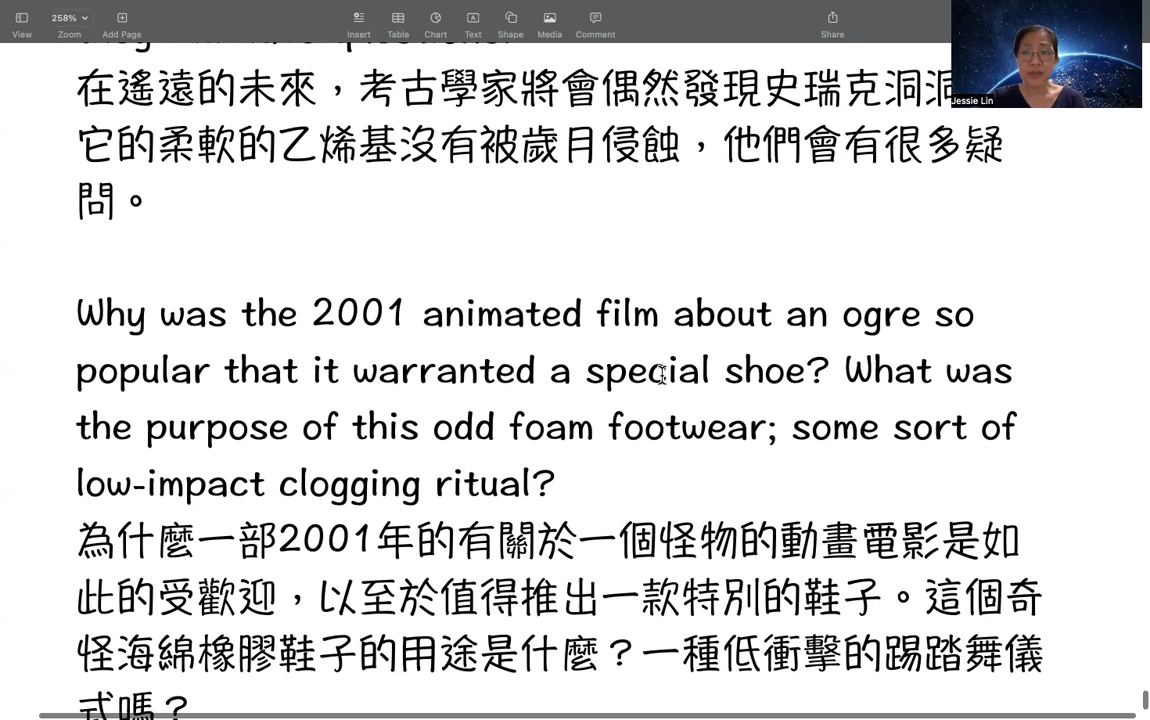 258%
View
Zoom
Add Page
Insert
Table
Chart
Text
Shape
Media
Comment
Share
Jessie Lin
在遙遠的未來，考古學家將會偶然發現史瑞克洞洞
它的柔軟的乙烯基沒有被歲月侵蝕，他們會有很多疑
問。
Why was the 2001 animated film about an ogre so
popular that it warranted a special shoe? What was
the purpose of this odd foam footwear; some sort of
low-impact clogging ritual?
為什麼一部2001年的有關於一個怪物的動畫電影是如
此的受歡迎，以至於值得推出一款特別的鞋子。這個奇
怪海綿橡膠鞋子的用途是什麼？一種低衝擊的踢踏舞儀
式嗎？